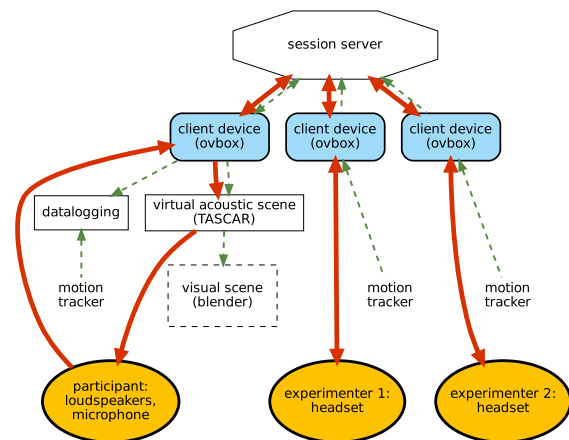 session server
client device
(ovbox)
client device
(ovbox)
client device
(ovbox)
datalogging
virtual acoustic scene
(TASCAR)
motion
tracker
visual scene
(blender)
motion
tracker
motion
tracker
participant:
loudspeakers,
microphone
experimenter 1:
headset
experimenter 2:
headset